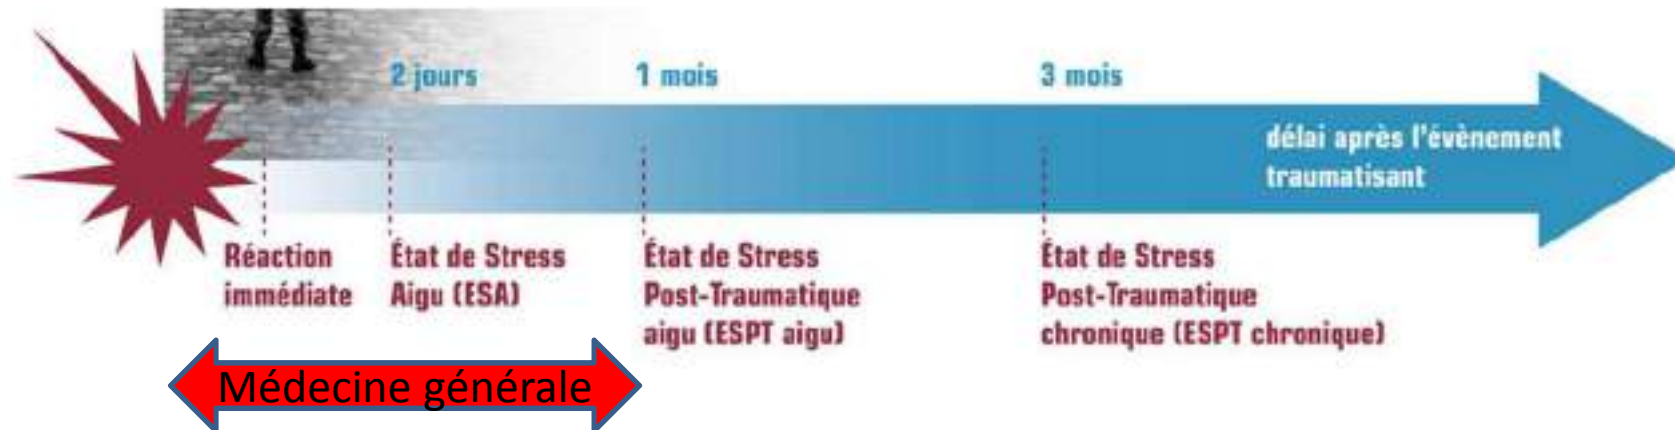 2 jours
1 mois
3 mois
délai après l'évènement
traumatisant
Réaction
immédiate
État de Stress
Aigu (ESA)
État de Stress
Post-Traumatique
aigu (ESPT aigu)
État de Stress
Post-Traumatique
chronique (ESPT chronique)
Médecine générale